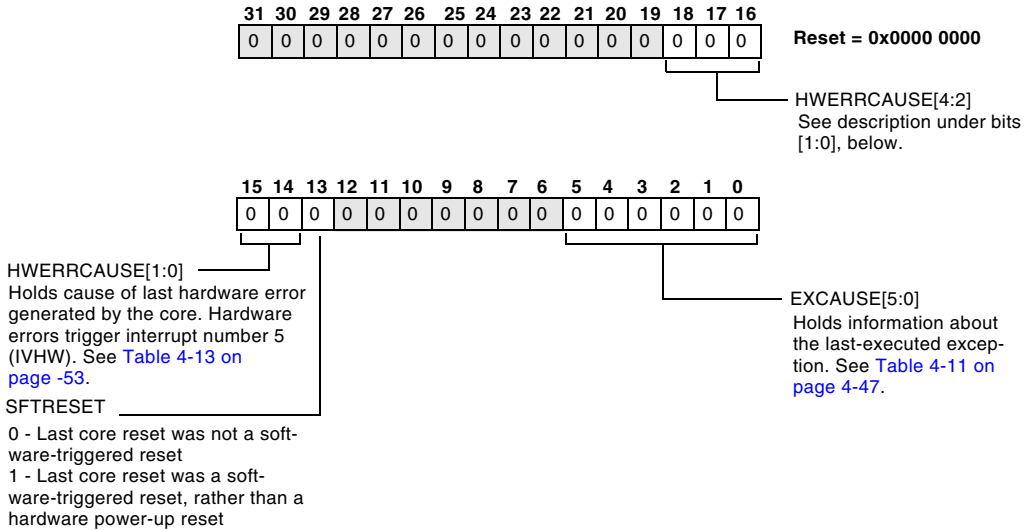 31 30 29 28 27 26 25 24 23 22 21 20 19 18 17 16
0 0 0 0 0 0 0 0 0 0 0 0 0 0 0 0
Reset = 0x0000 0000
HWERRCAUSE[4:2]
See description under bits
[1:0], below.
15 14 13 12 11 10 9 8 7 6 5 4 3 2 1 0
0 0 0 0 0 0 0 0 0 0 0 0 0 0 0 0
HWERRCAUSE[1:0]
Holds cause of last hardware error
generated by the core. Hardware
errors trigger interrupt number 5
(IVHW). See Table 4-13 on
page -53.
SFTRESET
0 - Last core reset was not a soft-
ware-triggered reset
1 - Last core reset was a soft-
ware-triggered reset, rather than a
hardware power-up reset
EXCAUSE[5:0]
Holds information about
the last-executed excep-
tion. See Table 4-11 on
page 4-47.